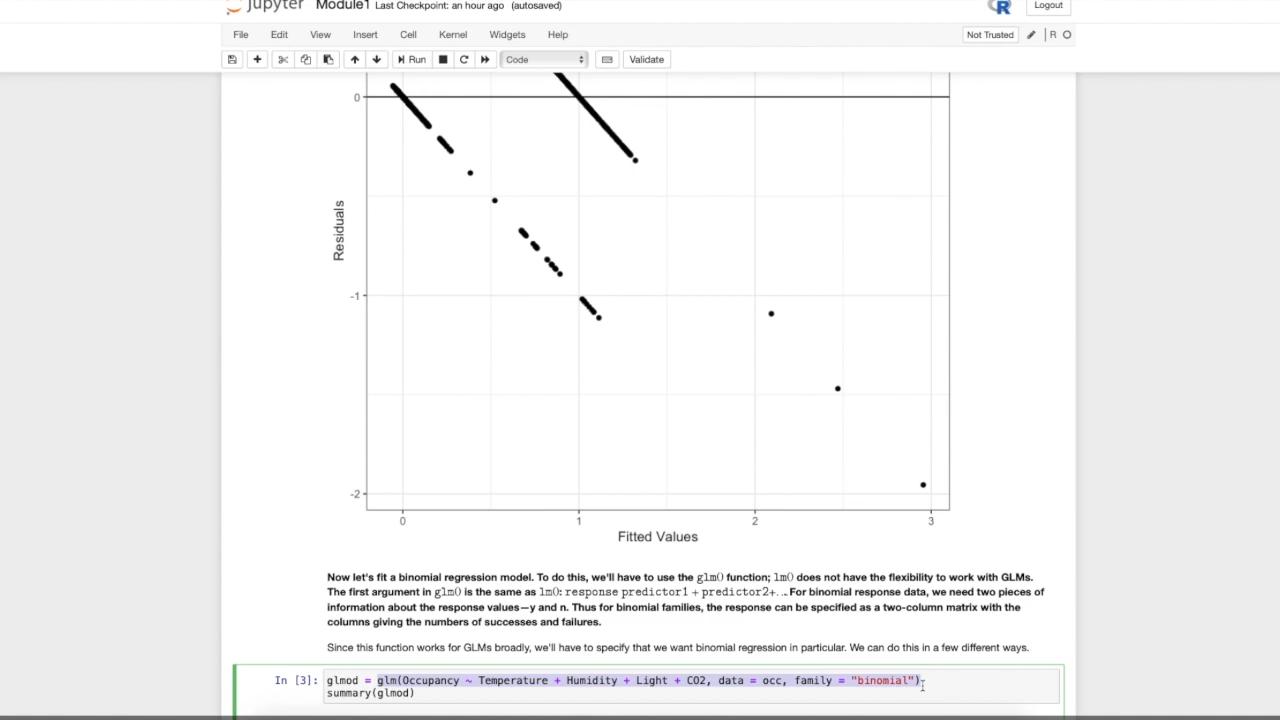 Jupyter Module1 Last Checkpoint: an hour ago (autosaved) R Logout
File Edit View Insert Cell Kernel Widgets Help Not Trusted R
Run Code Validate
0
-1
-2
Residuals
0 1 2 3
Fitted Values
Now let's fit a binomial regression model. To do this, we'll have to use the glm() function; lm() does not have the flexibility to work with GLMs.
The first argument in glm() is the same as lm(): response predictor1 + predictor2+... For binomial response data, we need two pieces of
information about the response values—y and n. Thus for binomial families, the response can be specified as a two-column matrix with the
columns giving the numbers of successes and failures.
Since this function works for GLMs broadly, we'll have to specify that we want binomial regression in particular. We can do this in a few different ways.
In [3]: glmod = glm(Occupancy ~ Temperature + Humidity + Light + CO2, data = occ, family = "binomial")
summary(glmod)